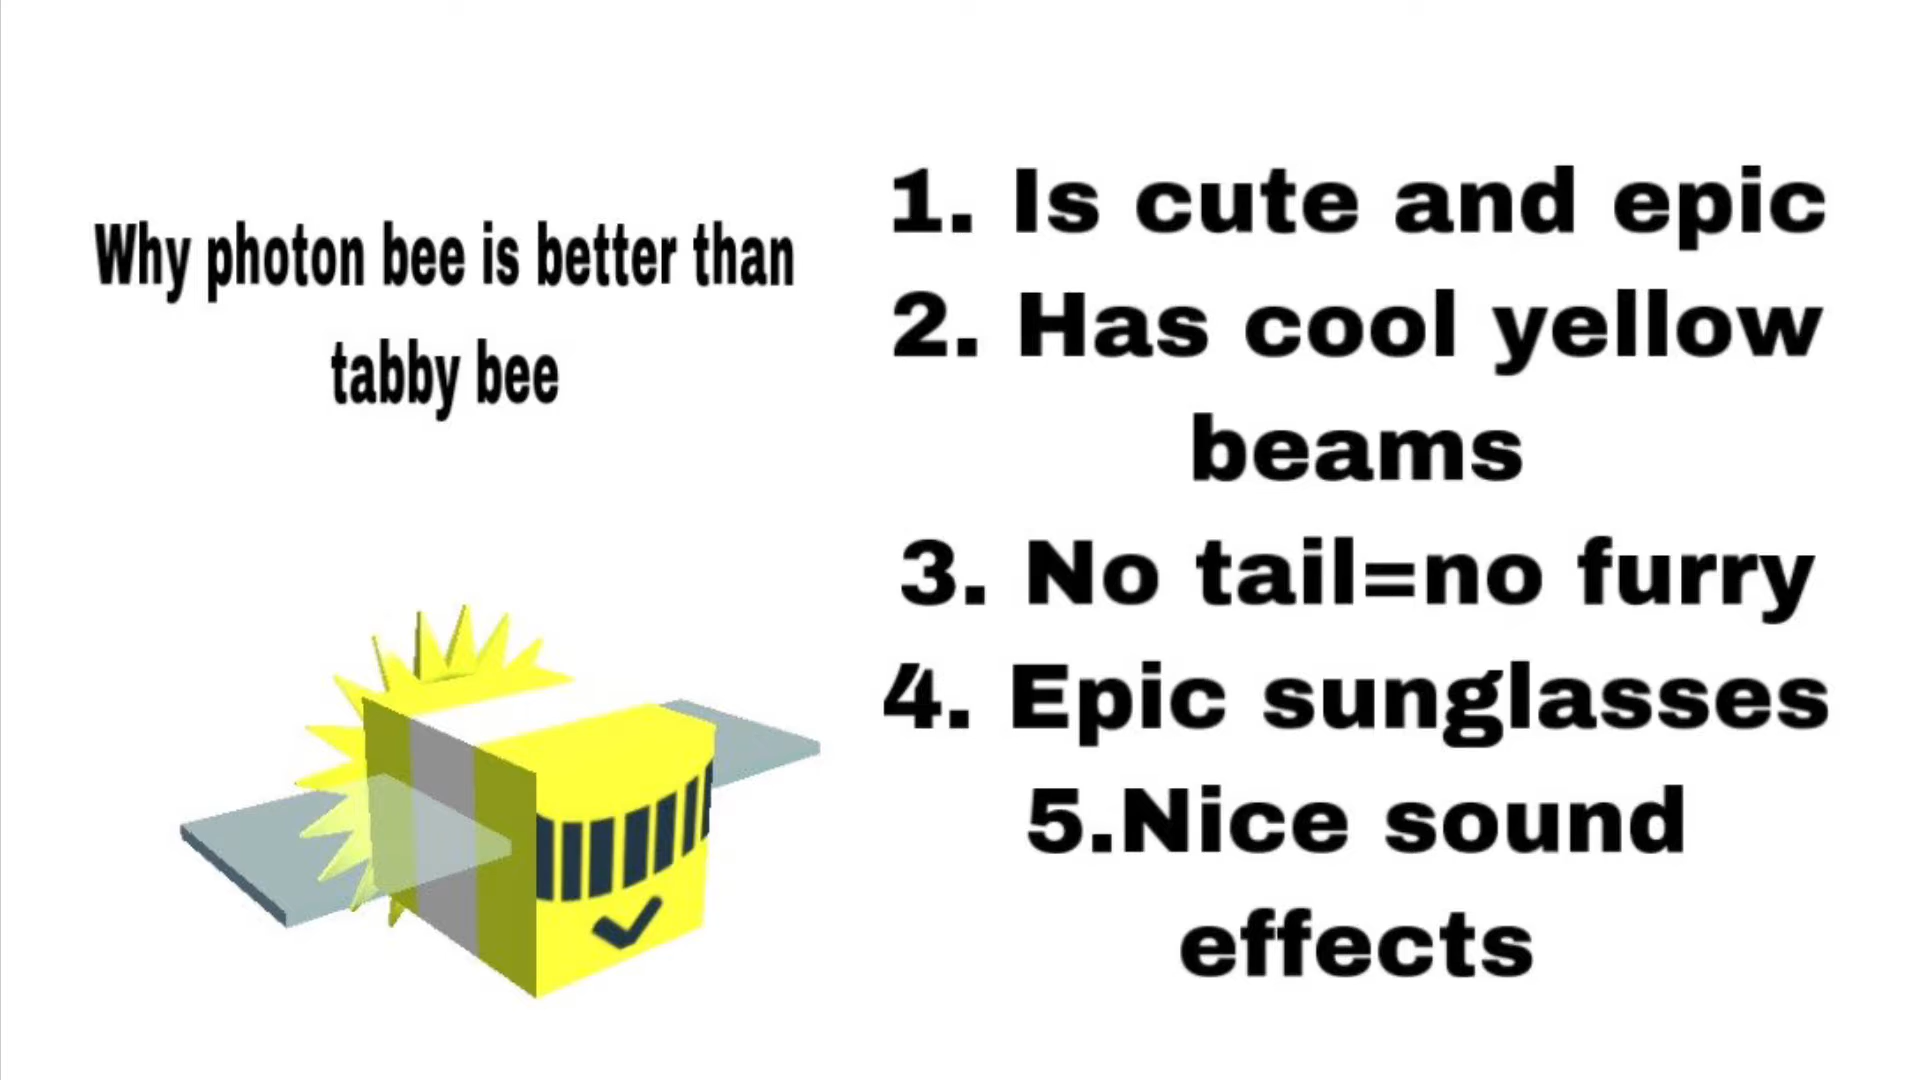 Why photon bee is better than
tabby bee
1. Is cute and epic
2. Has cool yellow
beams
3. No tail=no furry
4. Epic sunglasses
5.Nice sound
effects